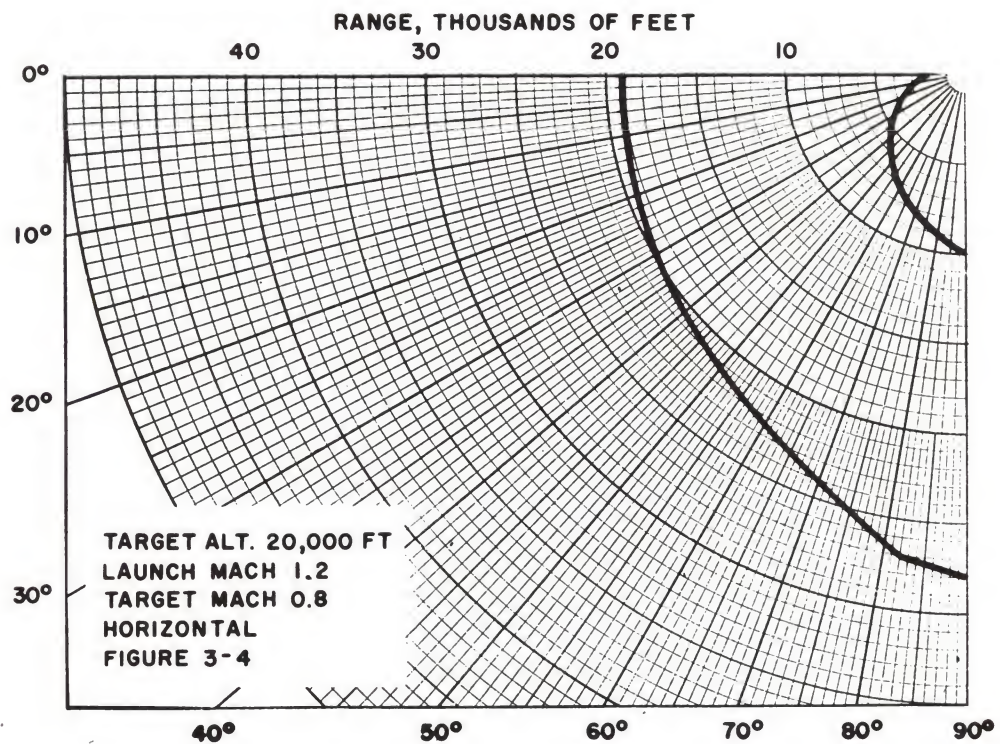 RANGE, THOUSANDS OF FEET
40 30 20 10
0°
10°
20°
30°
TARGET ALT. 20,000 FT
LAUNCH MACH 1.2
TARGET MACH 0.8
HORIZONTAL
FIGURE 3-4
40° 50° 60° 70° 80° 90°